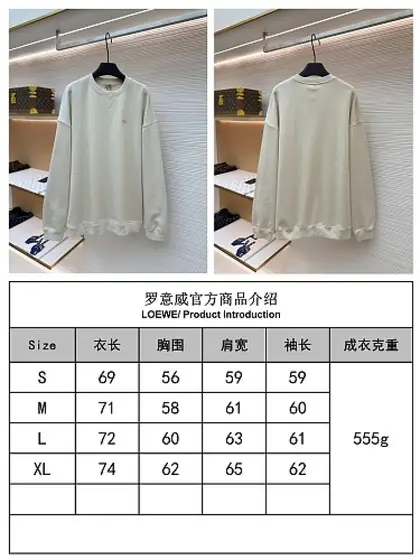 罗意威官方商品介绍
LOEWE/ Product Introduction
Size 衣长 胸围 肩宽 袖长 成衣克重
S 69 56 59 59
M 71 58 61 60
L 72 60 63 61
XL 74 62 65 62
555g